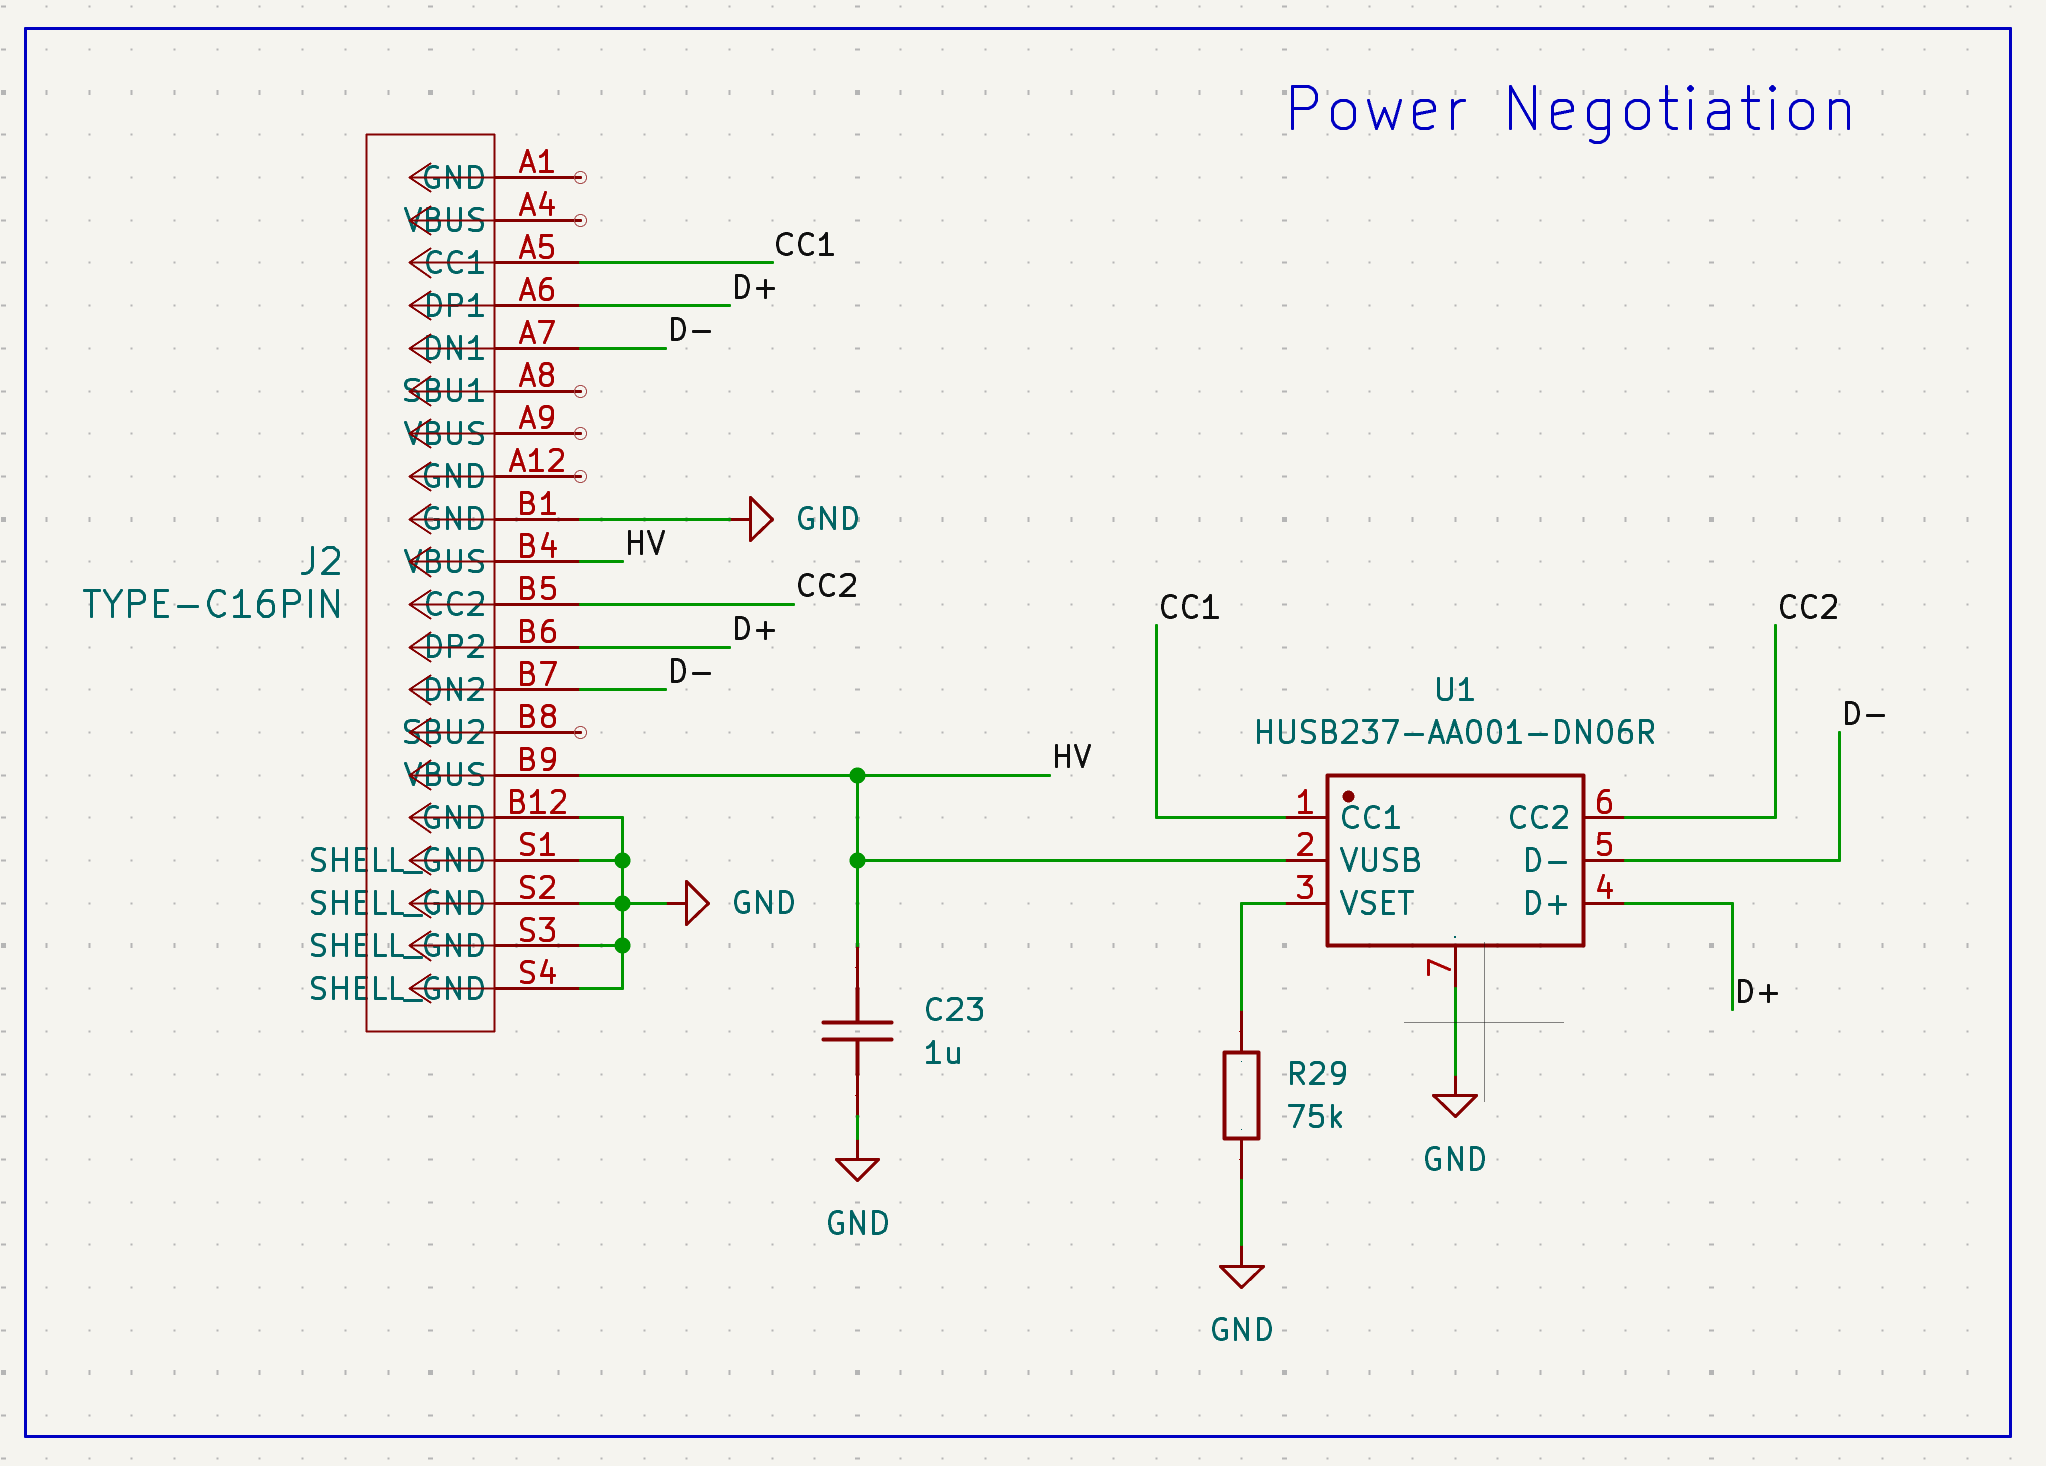 Power Negotiation
J2
TYPE-C16PIN
GND A1
VBUS A4
CC1 A5 CC1
DP1 A6 D+
DN1 A7 D-
SBU1 A8
VBUS A9
GND A12
GND B1 GND
VBUS B4 HV
CC2 B5 CC2
DP2 B6 D+
DN2 B7 D-
SBU2 B8
VBUS B9 HV
GND B12
SHELL_GND S1
SHELL_GND S2 GND
SHELL_GND S3
SHELL_GND S4
C23
1u
GND
CC1
CC2
D-
U1
HUSB237-AA001-DN06R
1 CC1 CC2 6
2 VUSB D- 5
3 VSET D+ 4
7
D+
R29
75k
GND
GND